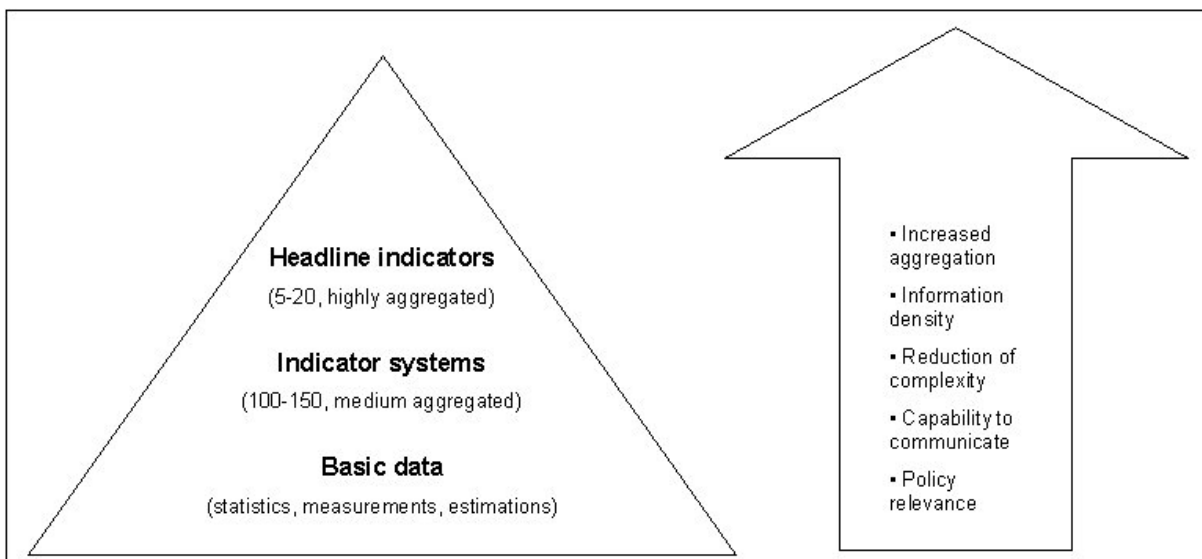 Headline indicators
(5-20, highly aggregated)
Indicator systems
(100-150, medium aggregated)
Basic data
(statistics, measurements, estimations)
▪ Increased
aggregation
▪ Information
density
▪ Reduction of
complexity
▪ Capability to
communicate
▪ Policy
relevance